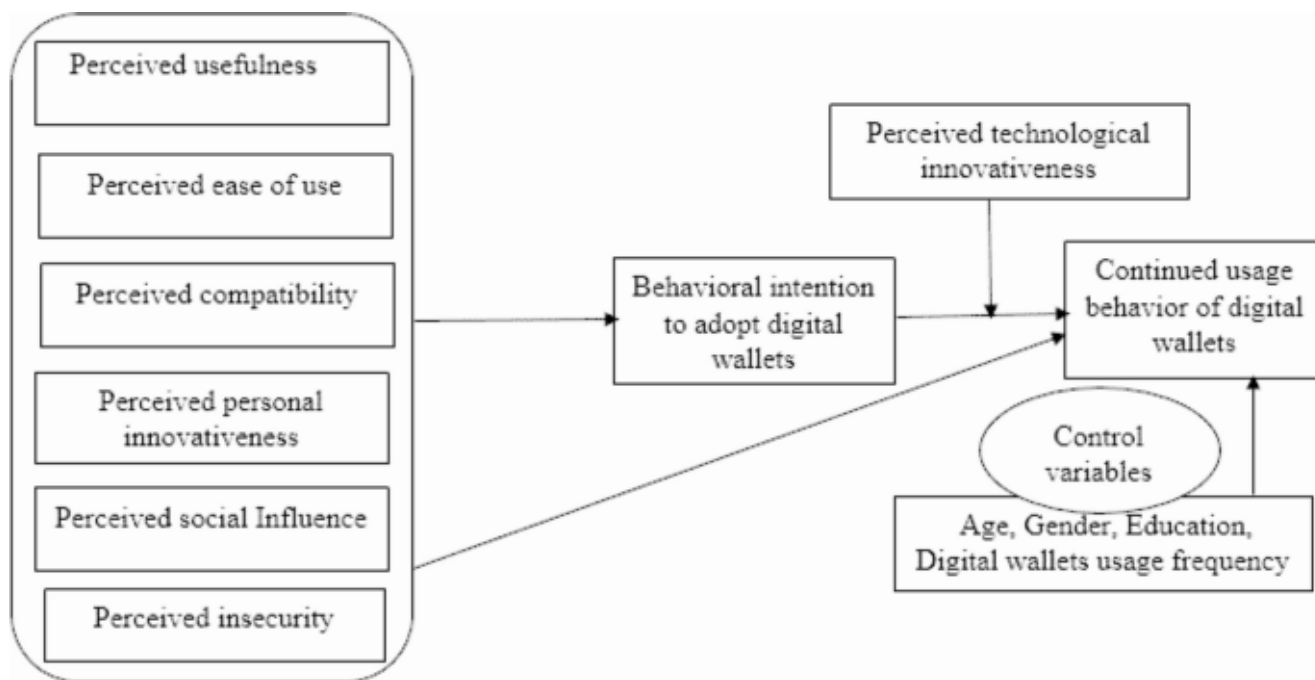 Perceived usefulness
Perceived ease of use
Perceived compatibility
Perceived personal
innovativeness
Perceived social Influence
Perceived insecurity
Behavioral intention
to adopt digital
wallets
Perceived technological
innovativeness
Continued usage
behavior of digital
wallets
Control
variables
Age, Gender, Education,
Digital wallets usage frequency